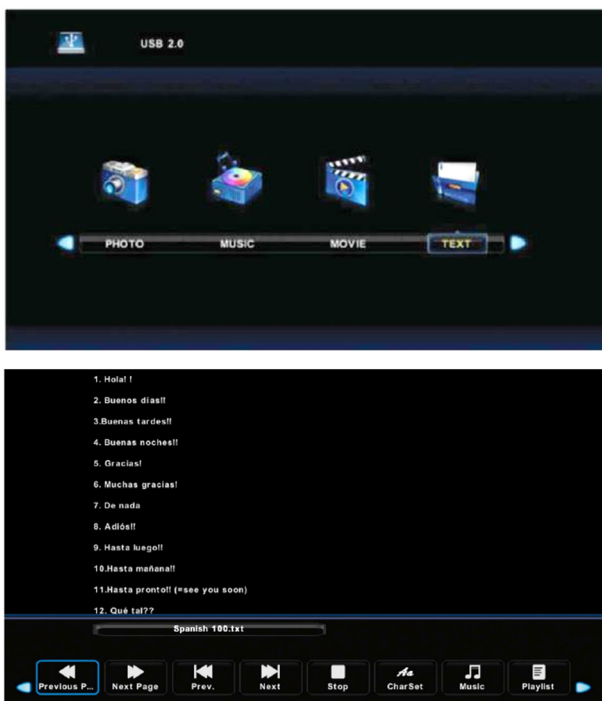 USB 2.0
PHOTO MUSIC MOVIE TEXT
1. Hola! !
2. Buenos días!!
3.Buenas tardes!!
4. Buenas noches!!
5. Gracias!
6. Muchas gracias!
7. De nada
8. Adiós!!
9. Hasta luego!!
10.Hasta mañana!!
11.Hasta pronto!! (=see you soon)
12. Qué tal??
Spanish 100.txt
Previous P... Next Page Prev. Next Stop CharSet Music Playlist